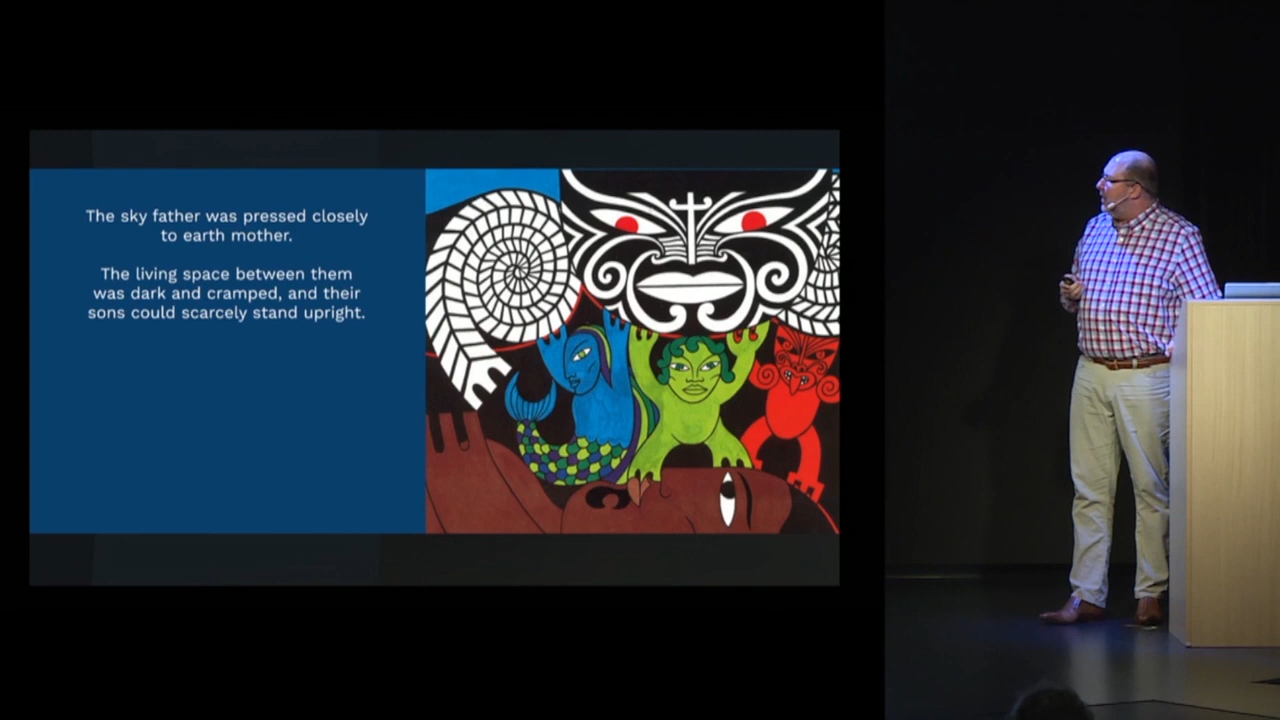 The sky father was pressed closely
to earth mother.
The living space between them
was dark and cramped, and their
sons could scarcely stand upright.